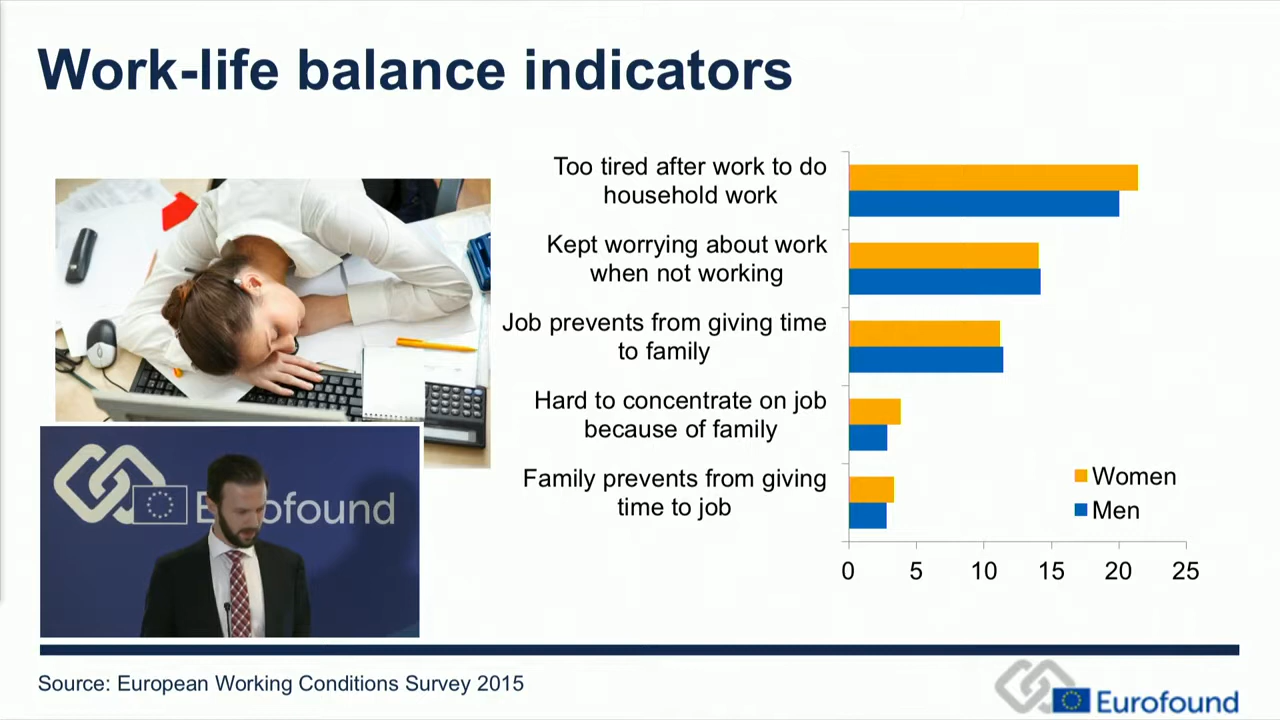 Work-life balance indicators
Too tired after work to do
household work
Kept worrying about work
when not working
Job prevents from giving time
to family
Hard to concentrate on job
because of family
Family prevents from giving
time to job
Women
Men
0 5 10 15 20 25
Eurofound
Source: European Working Conditions Survey 2015
Eurofound